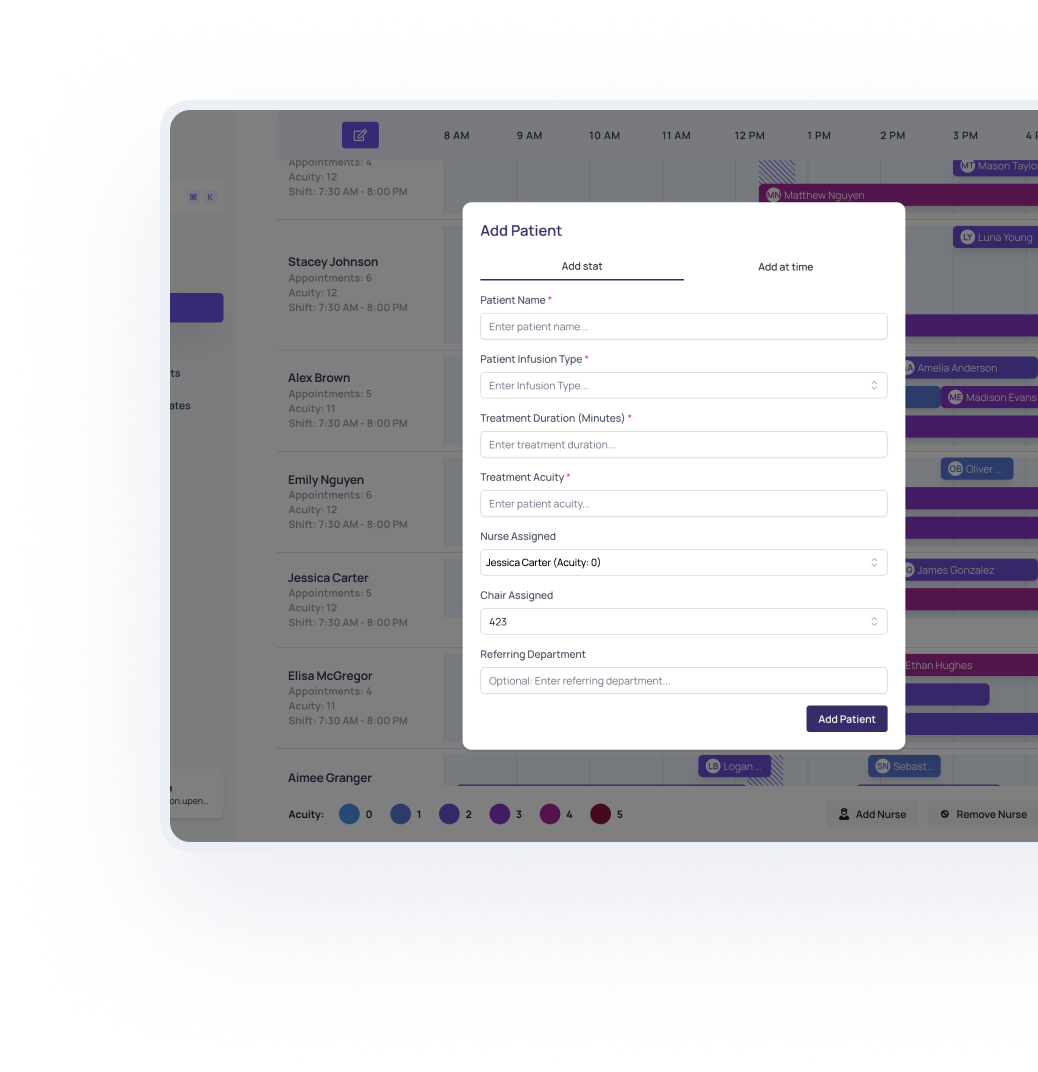 8 AM 9 AM 10 AM 11 AM 12 PM 1 PM 2 PM 3 PM 4
Appointments: 4
Acuity: 12
Shift: 7:30 AM - 8:00 PM
⌘ K
MT Mason Taylo
MN Matthew Nguyen
LY Luna Young
Stacey Johnson
Appointments: 6
Acuity: 12
Shift: 7:30 AM - 8:00 PM
ts
ates
Alex Brown
Appointments: 5
Acuity: 11
Shift: 7:30 AM - 8:00 PM
A Amelia Anderson
ME Madison Evans
Emily Nguyen
Appointments: 6
Acuity: 12
Shift: 7:30 AM - 8:00 PM
OB Oliver ...
Jessica Carter
Appointments: 5
Acuity: 12
Shift: 7:30 AM - 8:00 PM
G James Gonzalez
Elisa McGregor
Appointments: 4
Acuity: 11
Shift: 7:30 AM - 8:00 PM
Ethan Hughes
Aimee Granger
LB Logan ...
SN Sebast...
a
on.upen...
Add Patient
Add stat
Add at time
Patient Name *
Enter patient name...
Patient Infusion Type *
Enter Infusion Type...
Treatment Duration (Minutes) *
Enter treatment duration...
Treatment Acuity *
Enter patient acuity...
Nurse Assigned
Jessica Carter (Acuity: 0)
Chair Assigned
423
Referring Department
Optional: Enter referring department...
Add Patient
Acuity: 0 1 2 3 4 5
Add Nurse
Remove Nurse